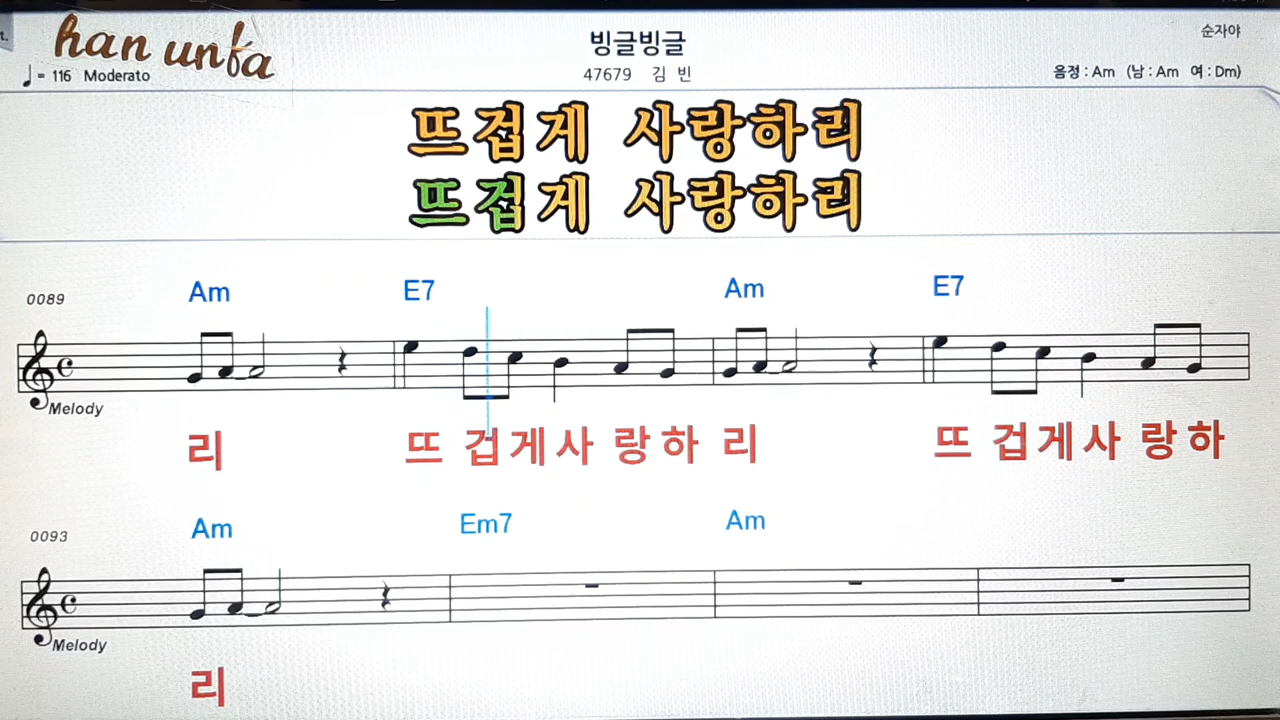 han unfa
빙글빙글
순자야
♩= 116 Moderato
47679 김 빈
음정 : Am (남 : Am 여 : Dm)
뜨겁게 사랑하리
뜨겁게 사랑하리
0089
Am E7 Am E7
Melody
리 뜨 겁 게 사 랑 하 리 뜨 겁 게 사 랑 하
0093
Am Em7 Am
Melody
리